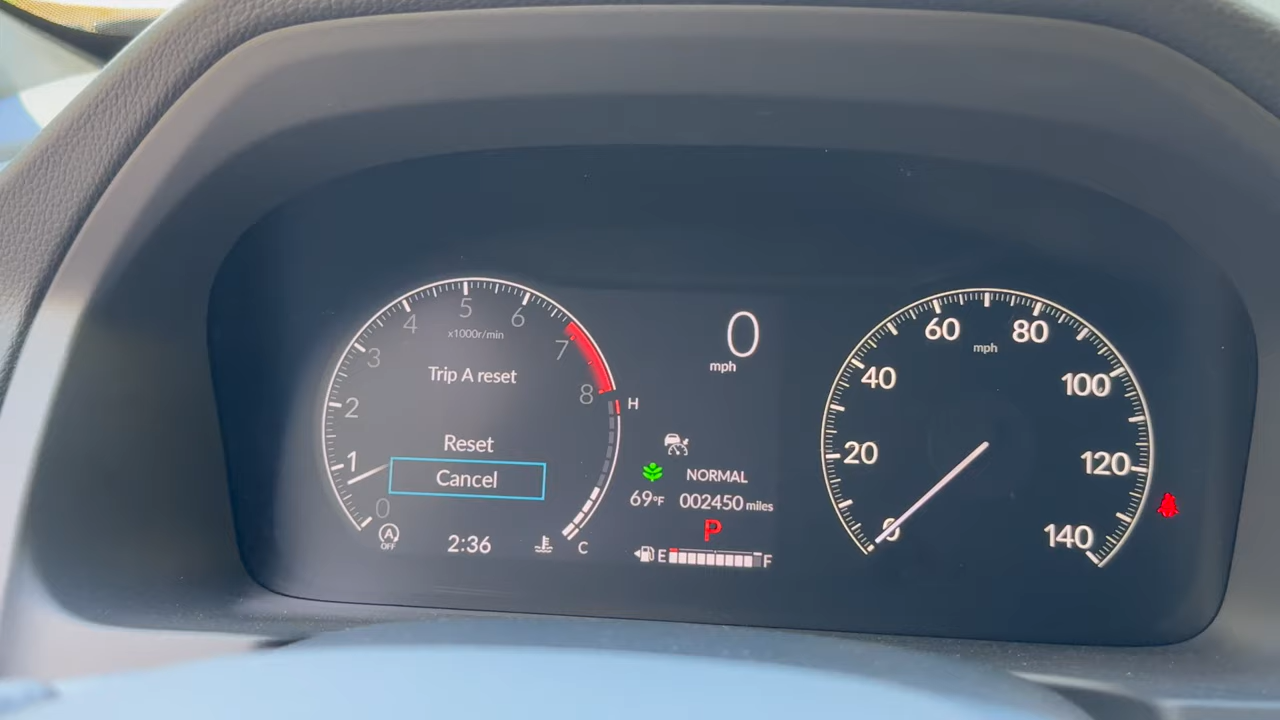 0
1
2
3
4
5
6
7
8
x1000r/min
Trip A reset
Reset
Cancel
A
OFF
2:36
H
C
0
mph
NORMAL
69°F 002450 miles
P
E F
0
20
40
60
80
100
120
140
mph